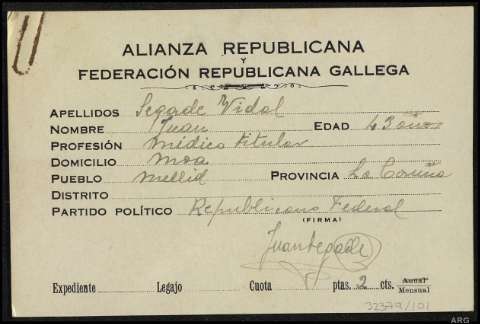 ALIANZA REPUBLICANA
Y
FEDERACIÓN REPUBLICANA GALLEGA
APELLIDOS Segade Vidal
NOMBRE Juan EDAD 43 años
PROFESIÓN Médico titular
DOMICILIO Moa
PUEBLO Mellid PROVINCIA La Coruña
DISTRITO
PARTIDO POLÍTICO Republicano Federal
(FIRMA)
Juan Segade
Expediente Legajo Cuota ptas. 2 cts. Anual
Mensual
32379/101
ARG